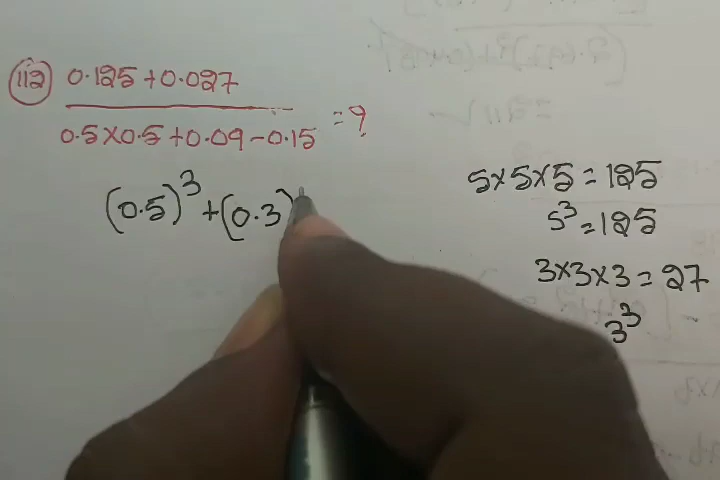 112 0.125 + 0.027
0.5 × 0.5 + 0.09 - 0.15 = ?
(0.5)³ + (0.3)
5 × 5 × 5 = 125
5³ = 125
3 × 3 × 3 = 27
3³